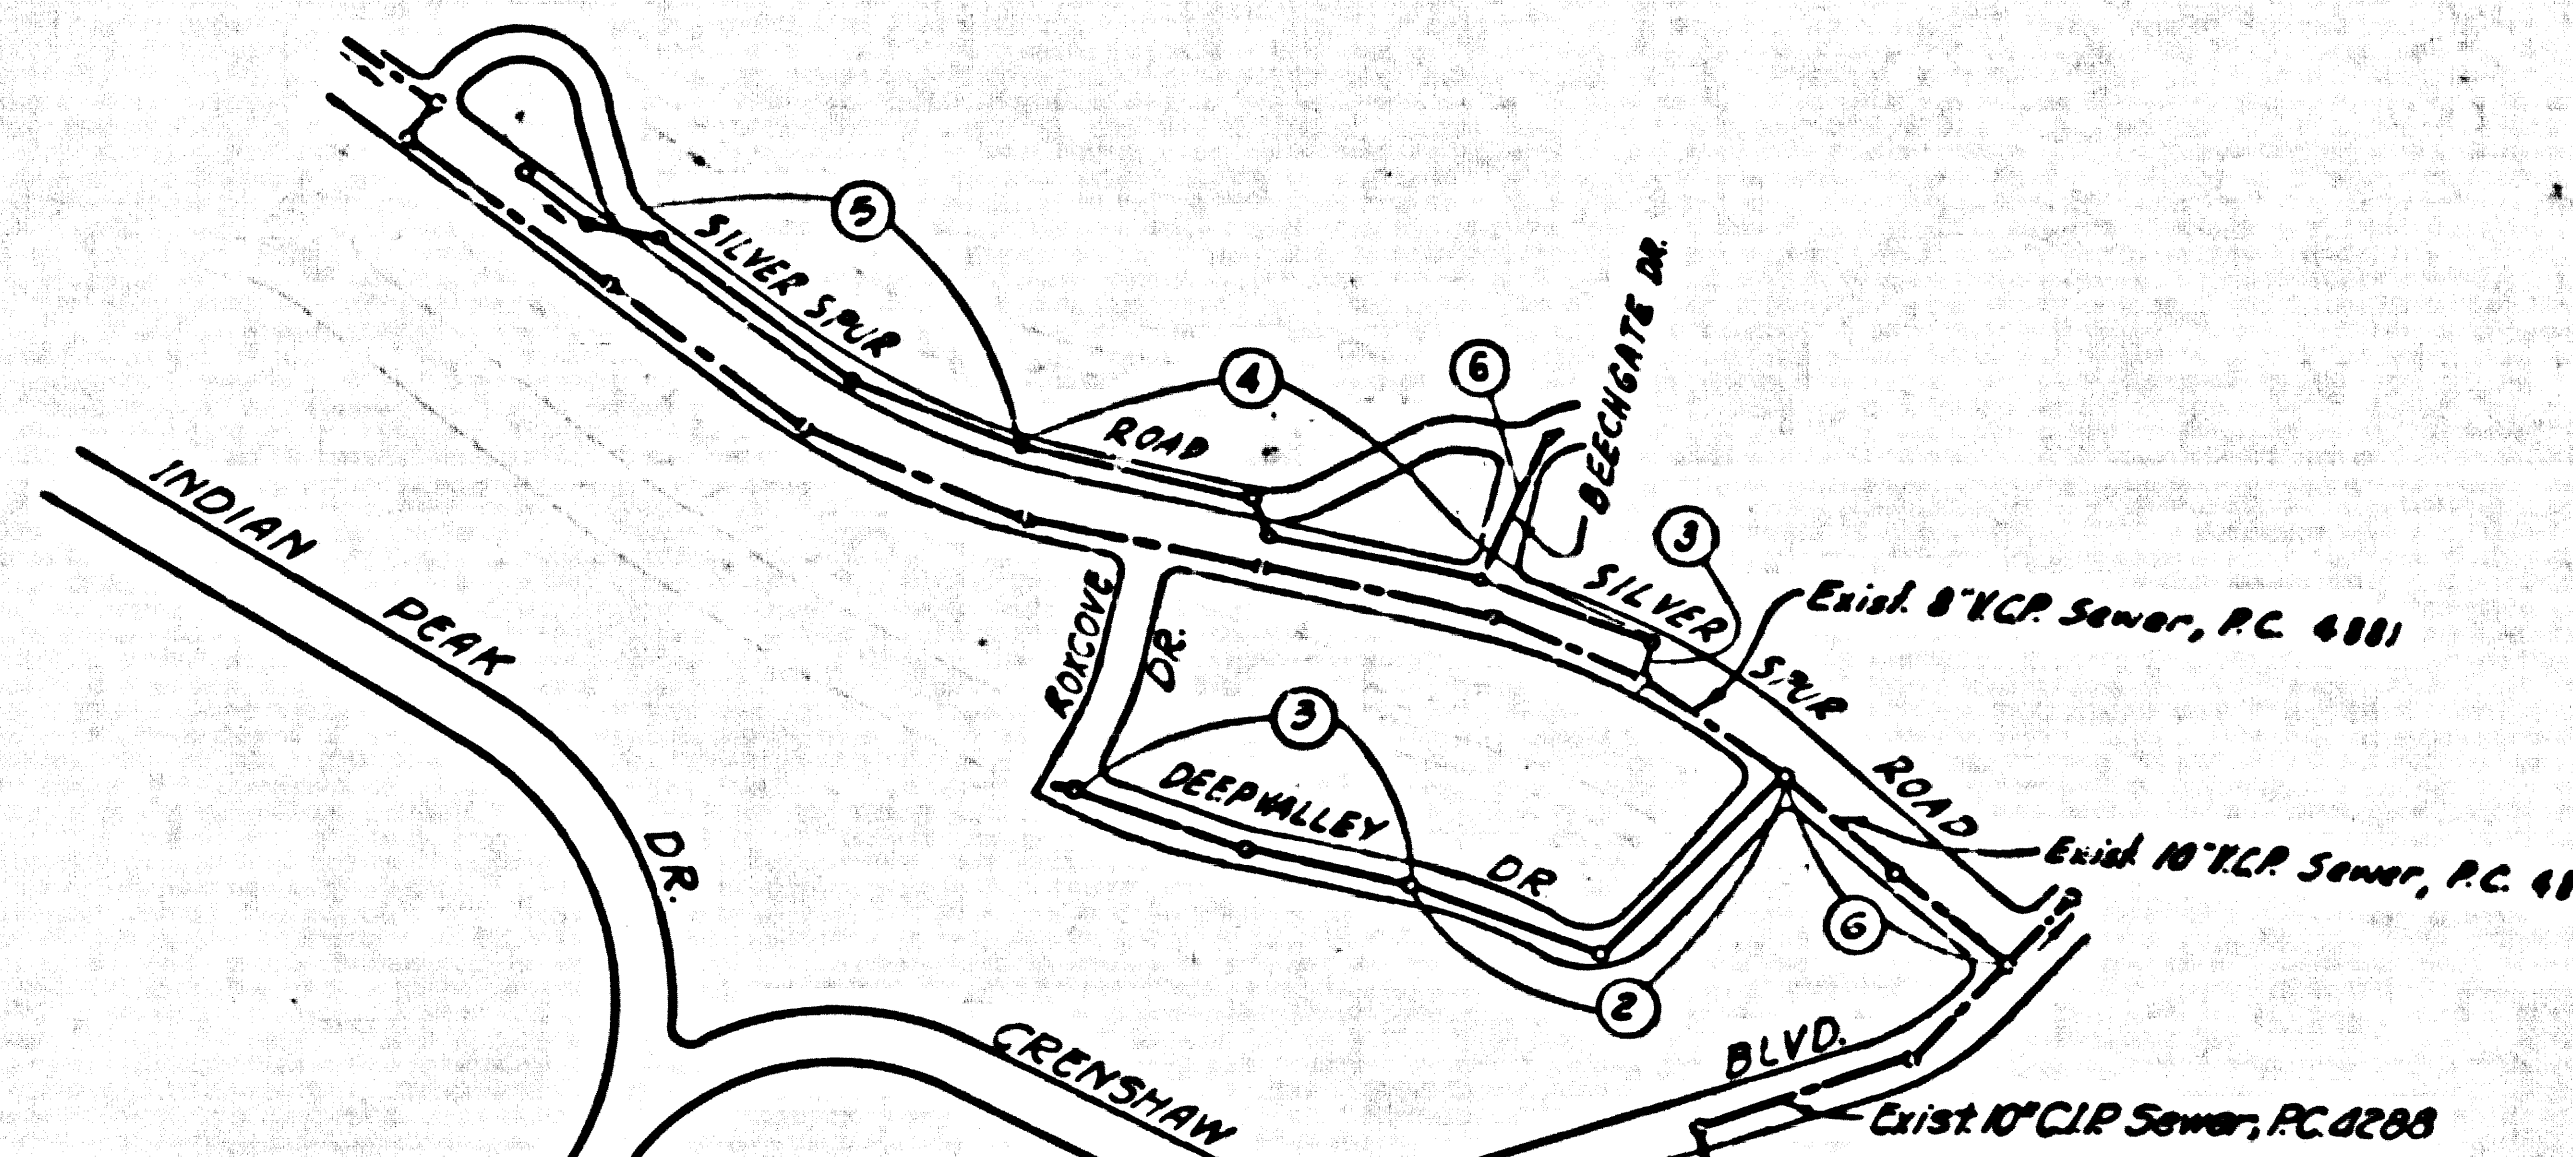 5
SILVER SPUR
BEECHGATE DR.
6
4
ROAD
INDIAN
PEAK
DR.
3
SILVER
SPUR
ROAD
Exist. 8" V.C.P. Sewer, P.C. 4881
ROXCOVE
DR.
3
DEEPVALLEY
DR
Exist. 10" V.C.P. Sewer, P.C.
6
2
CRENSHAW
BLVD.
Exist. 10" C.I.P. Sewer, P.C. 4288